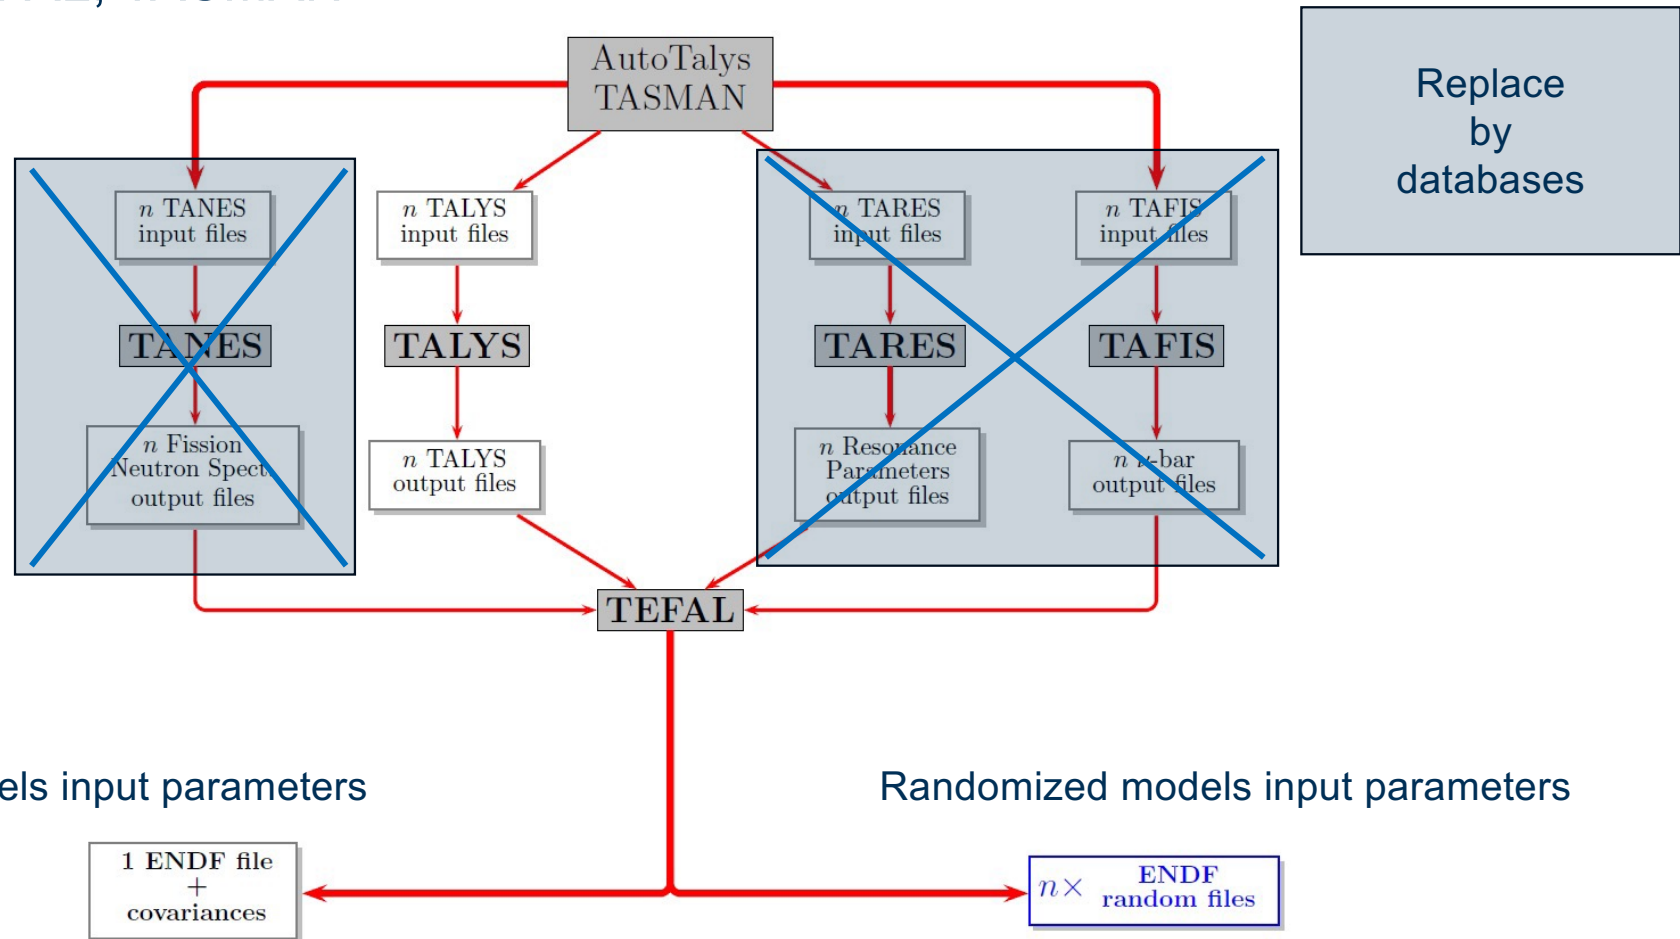 AutoTalys
TASMAN
Replace
by
databases
n TANES
input files
n TALYS
input files
n TARES
input files
n TAFIS
input files
TANES
TALYS
TARES
TAFIS
n Fission
Neutron Spect.
output files
n TALYS
output files
n Resonance
Parameters
output files
n ν-bar
output files
TEFAL
els input parameters
Randomized models input parameters
1 ENDF file
+
covariances
n× ENDF
random files